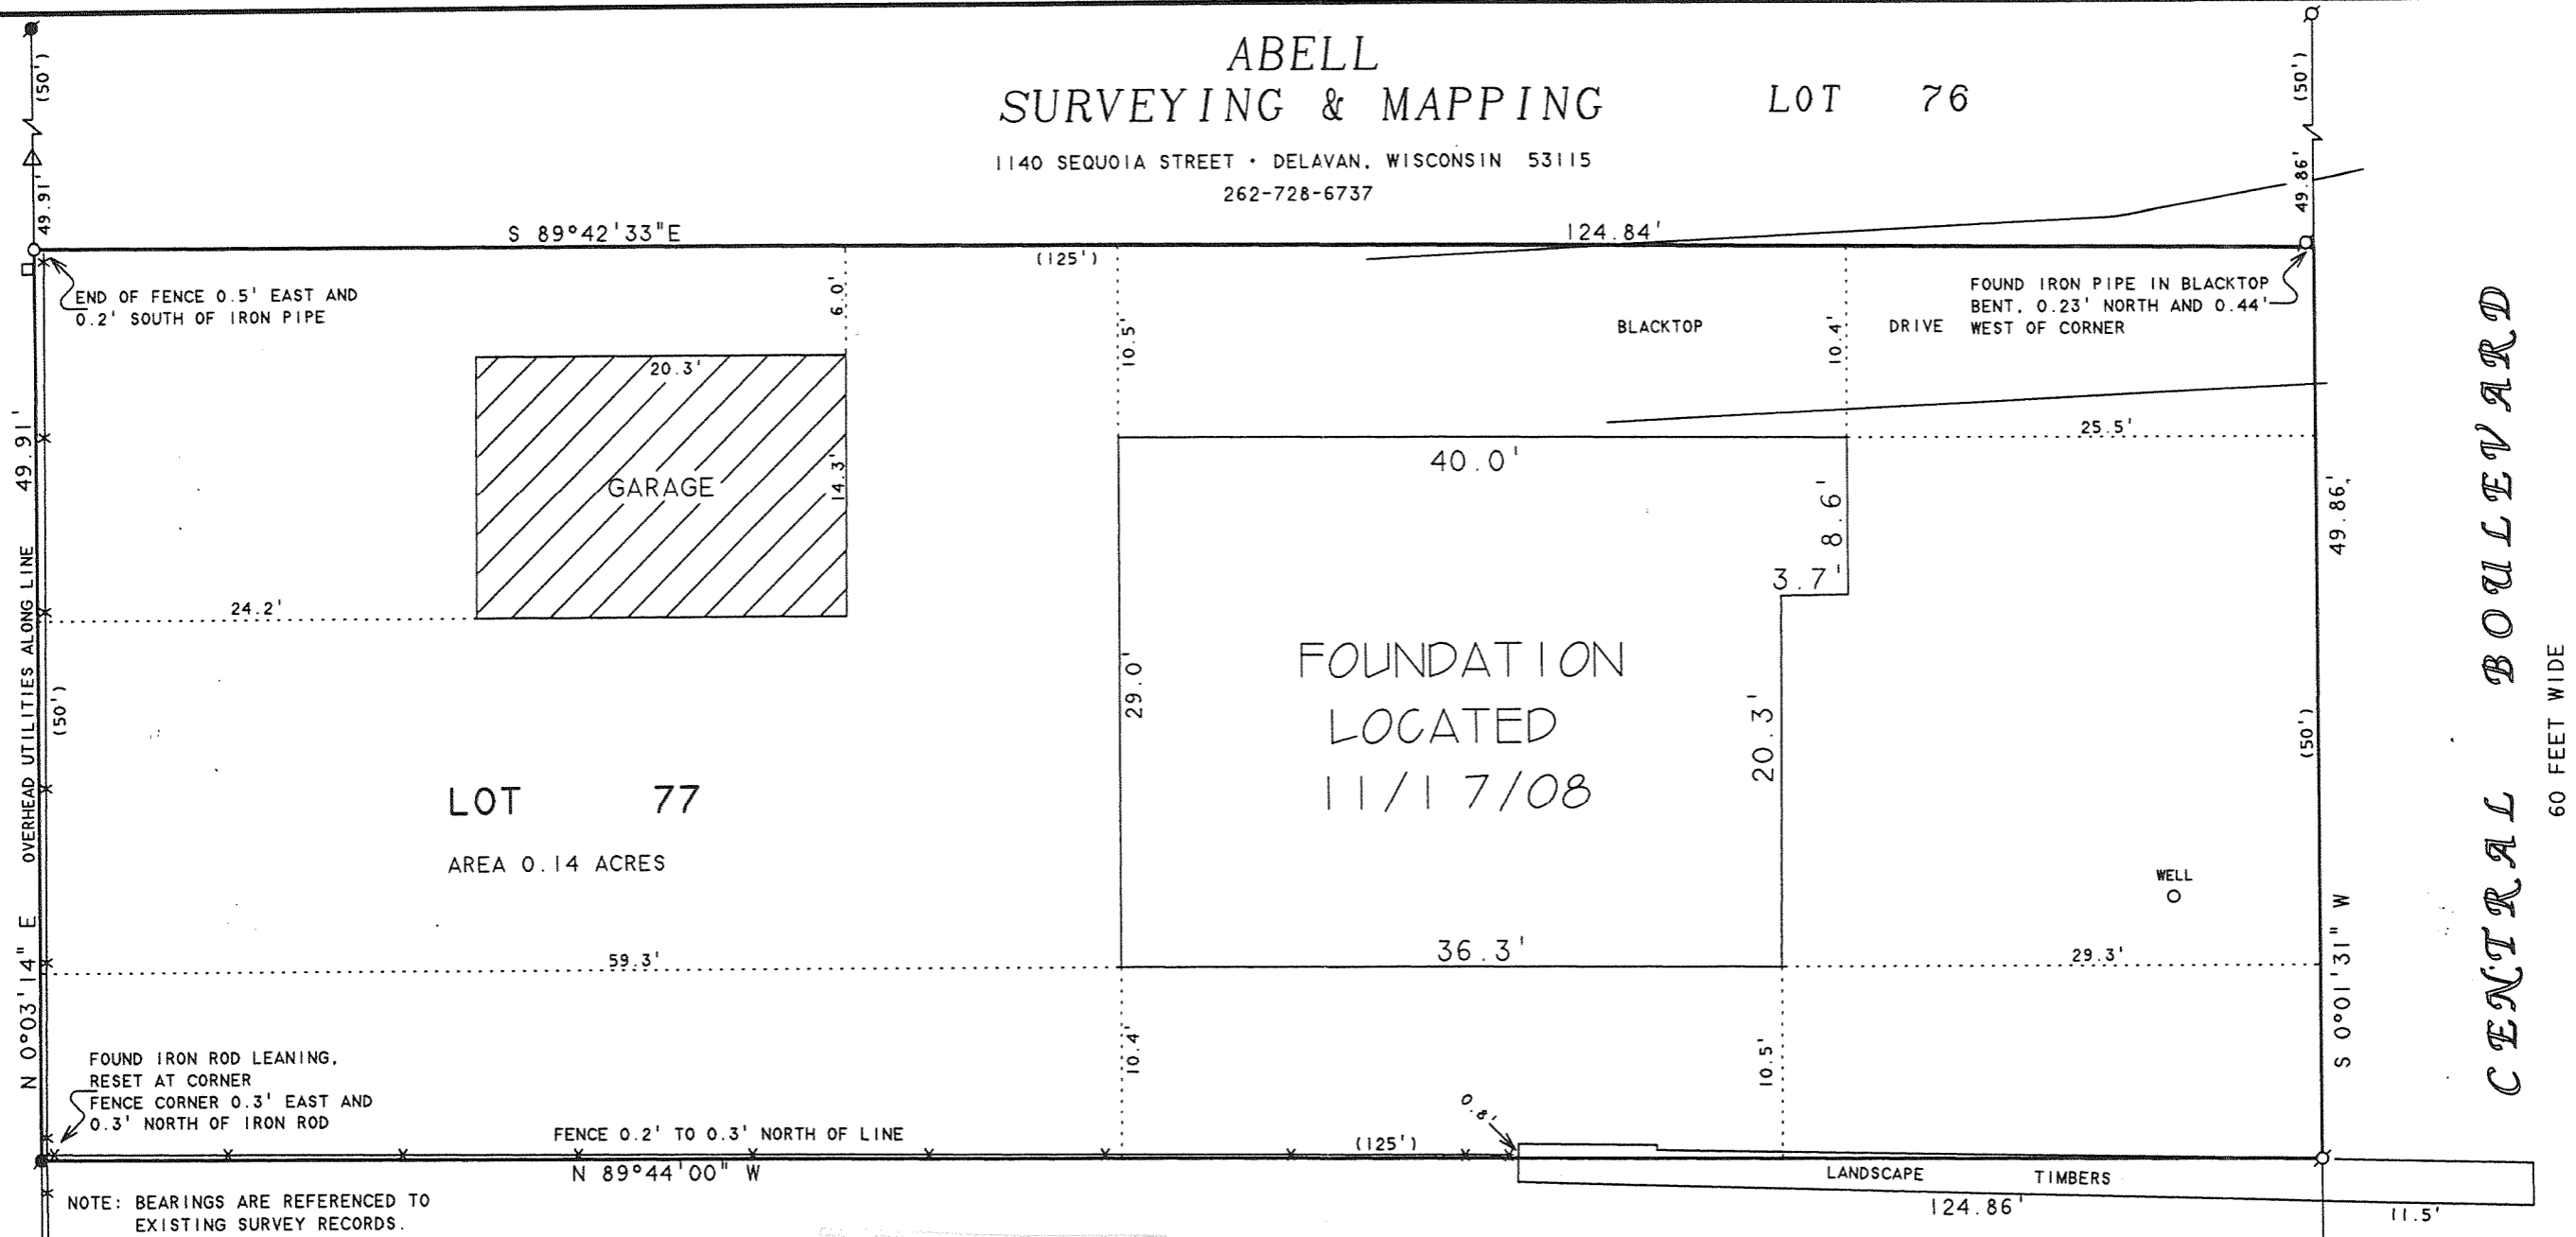 ABELL
SURVEYING & MAPPING
LOT 76
1140 SEQUOIA STREET • DELAVAN, WISCONSIN 53115
262-728-6737
(50')
49.91'
(50')
49.86'
S 89°42'33"E
124.84'
(125')
END OF FENCE 0.5' EAST AND
0.2' SOUTH OF IRON PIPE
6.0'
10.5'
10.4'
BLACKTOP DRIVE
FOUND IRON PIPE IN BLACKTOP
BENT, 0.23' NORTH AND 0.44'
WEST OF CORNER
20.3'
14.3'
GARAGE
24.2'
40.0'
25.5'
8.6'
3.7'
20.3'
29.0'
FOUNDATION
LOCATED
11/17/08
LOT 77
AREA 0.14 ACRES
N 0°03'14" E OVERHEAD UTILITIES ALONG LINE 49.91'
(50')
49.86'
(50')
S 0°01'31" W
CENTRAL BOULEVARD
60 FEET WIDE
WELL
59.3'
36.3'
29.3'
10.4'
10.5'
FOUND IRON ROD LEANING,
RESET AT CORNER
FENCE CORNER 0.3' EAST AND
0.3' NORTH OF IRON ROD
FENCE 0.2' TO 0.3' NORTH OF LINE
(125')
0.8'
N 89°44'00" W
LANDSCAPE TIMBERS
124.86'
11.5'
NOTE: BEARINGS ARE REFERENCED TO
EXISTING SURVEY RECORDS.